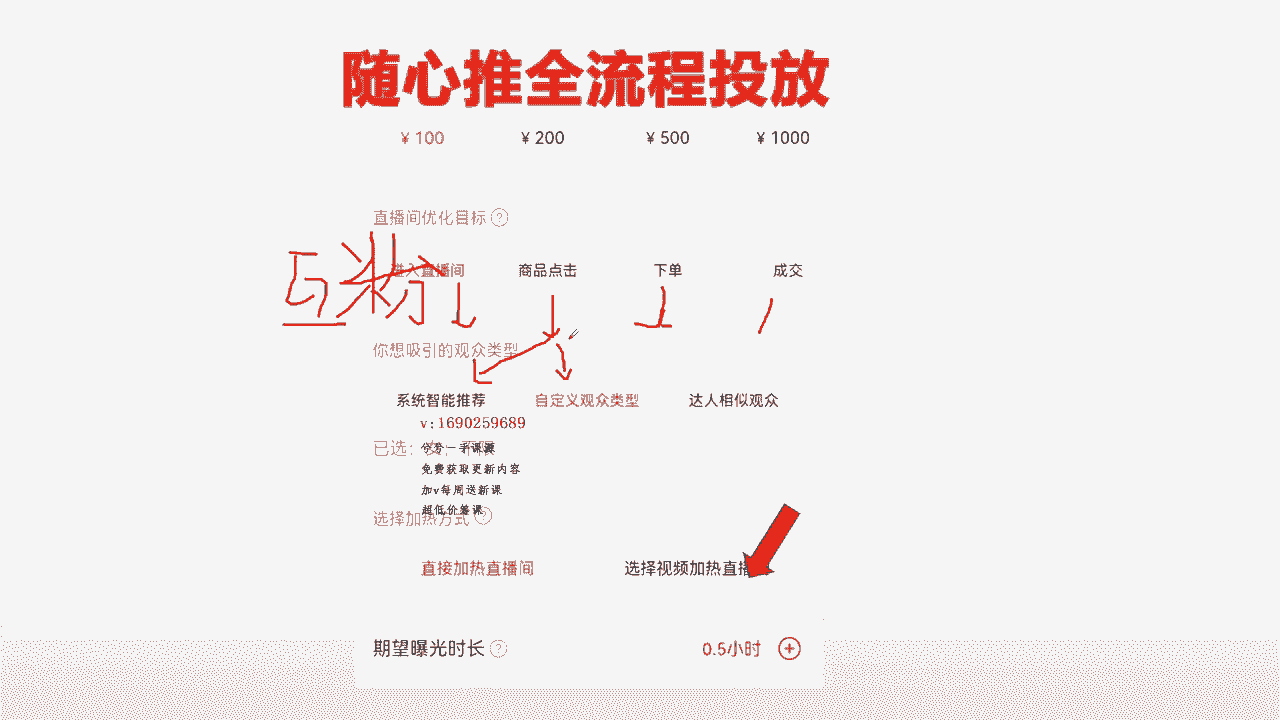 随心推全流程投放
¥ 100 ¥ 200 ¥ 500 ¥ 1000
直播间优化目标 ?
进入直播间 商品点击 下单 成交
互粉
你想吸引的观众类型
系统智能推荐 自定义观众类型 达人相似观众
v:1690259689
已选：
一手课源
免费获取更新内容
加v每周送新课
超低价筹课
选择加热方式 ?
直接加热直播间 选择视频加热直播
期望曝光时长 ? 0.5小时 +